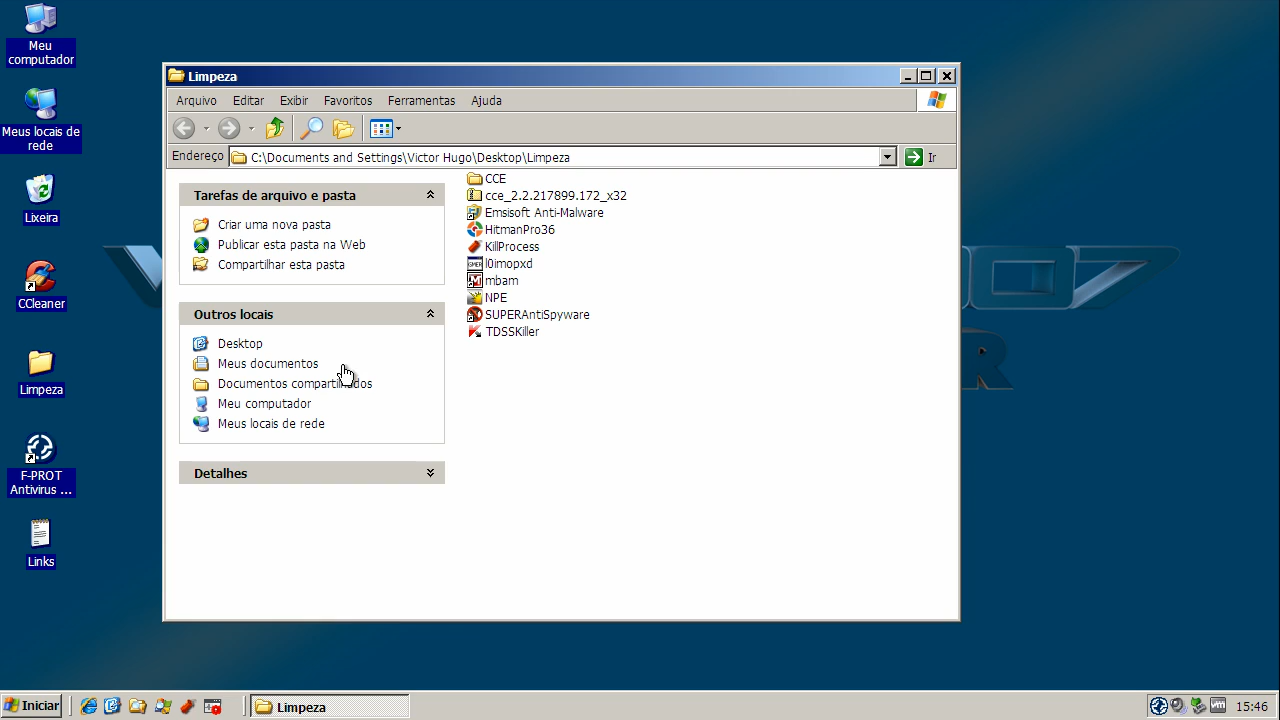 Meu
computador
Meus locais de
rede
Lixeira
CCleaner
Limpeza
F-PROT
Antivirus ...
Links
Limpeza
Arquivo Editar Exibir Favoritos Ferramentas Ajuda
Endereço C:\Documents and Settings\Victor Hugo\Desktop\Limpeza Ir
Tarefas de arquivo e pasta
Criar uma nova pasta
Publicar esta pasta na Web
Compartilhar esta pasta
Outros locais
Desktop
Meus documentos
Documentos compartilhados
Meu computador
Meus locais de rede
Detalhes
CCE
cce_2.2.217899.172_x32
Emsisoft Anti-Malware
HitmanPro36
KillProcess
l0imopxd
mbam
NPE
SUPERAntiSpyware
TDSSKiller
Iniciar Limpeza 15:46